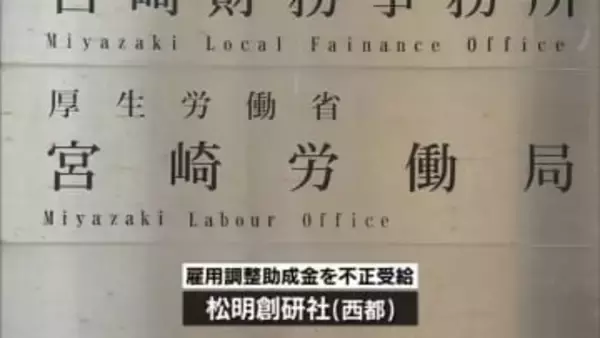 宮崎財務事務所
Miyazaki Local Fainance Office
厚生労働省
宮崎労働局
Miyazaki Labour Office
雇用調整助成金を不正受給
松明創研社(西都)